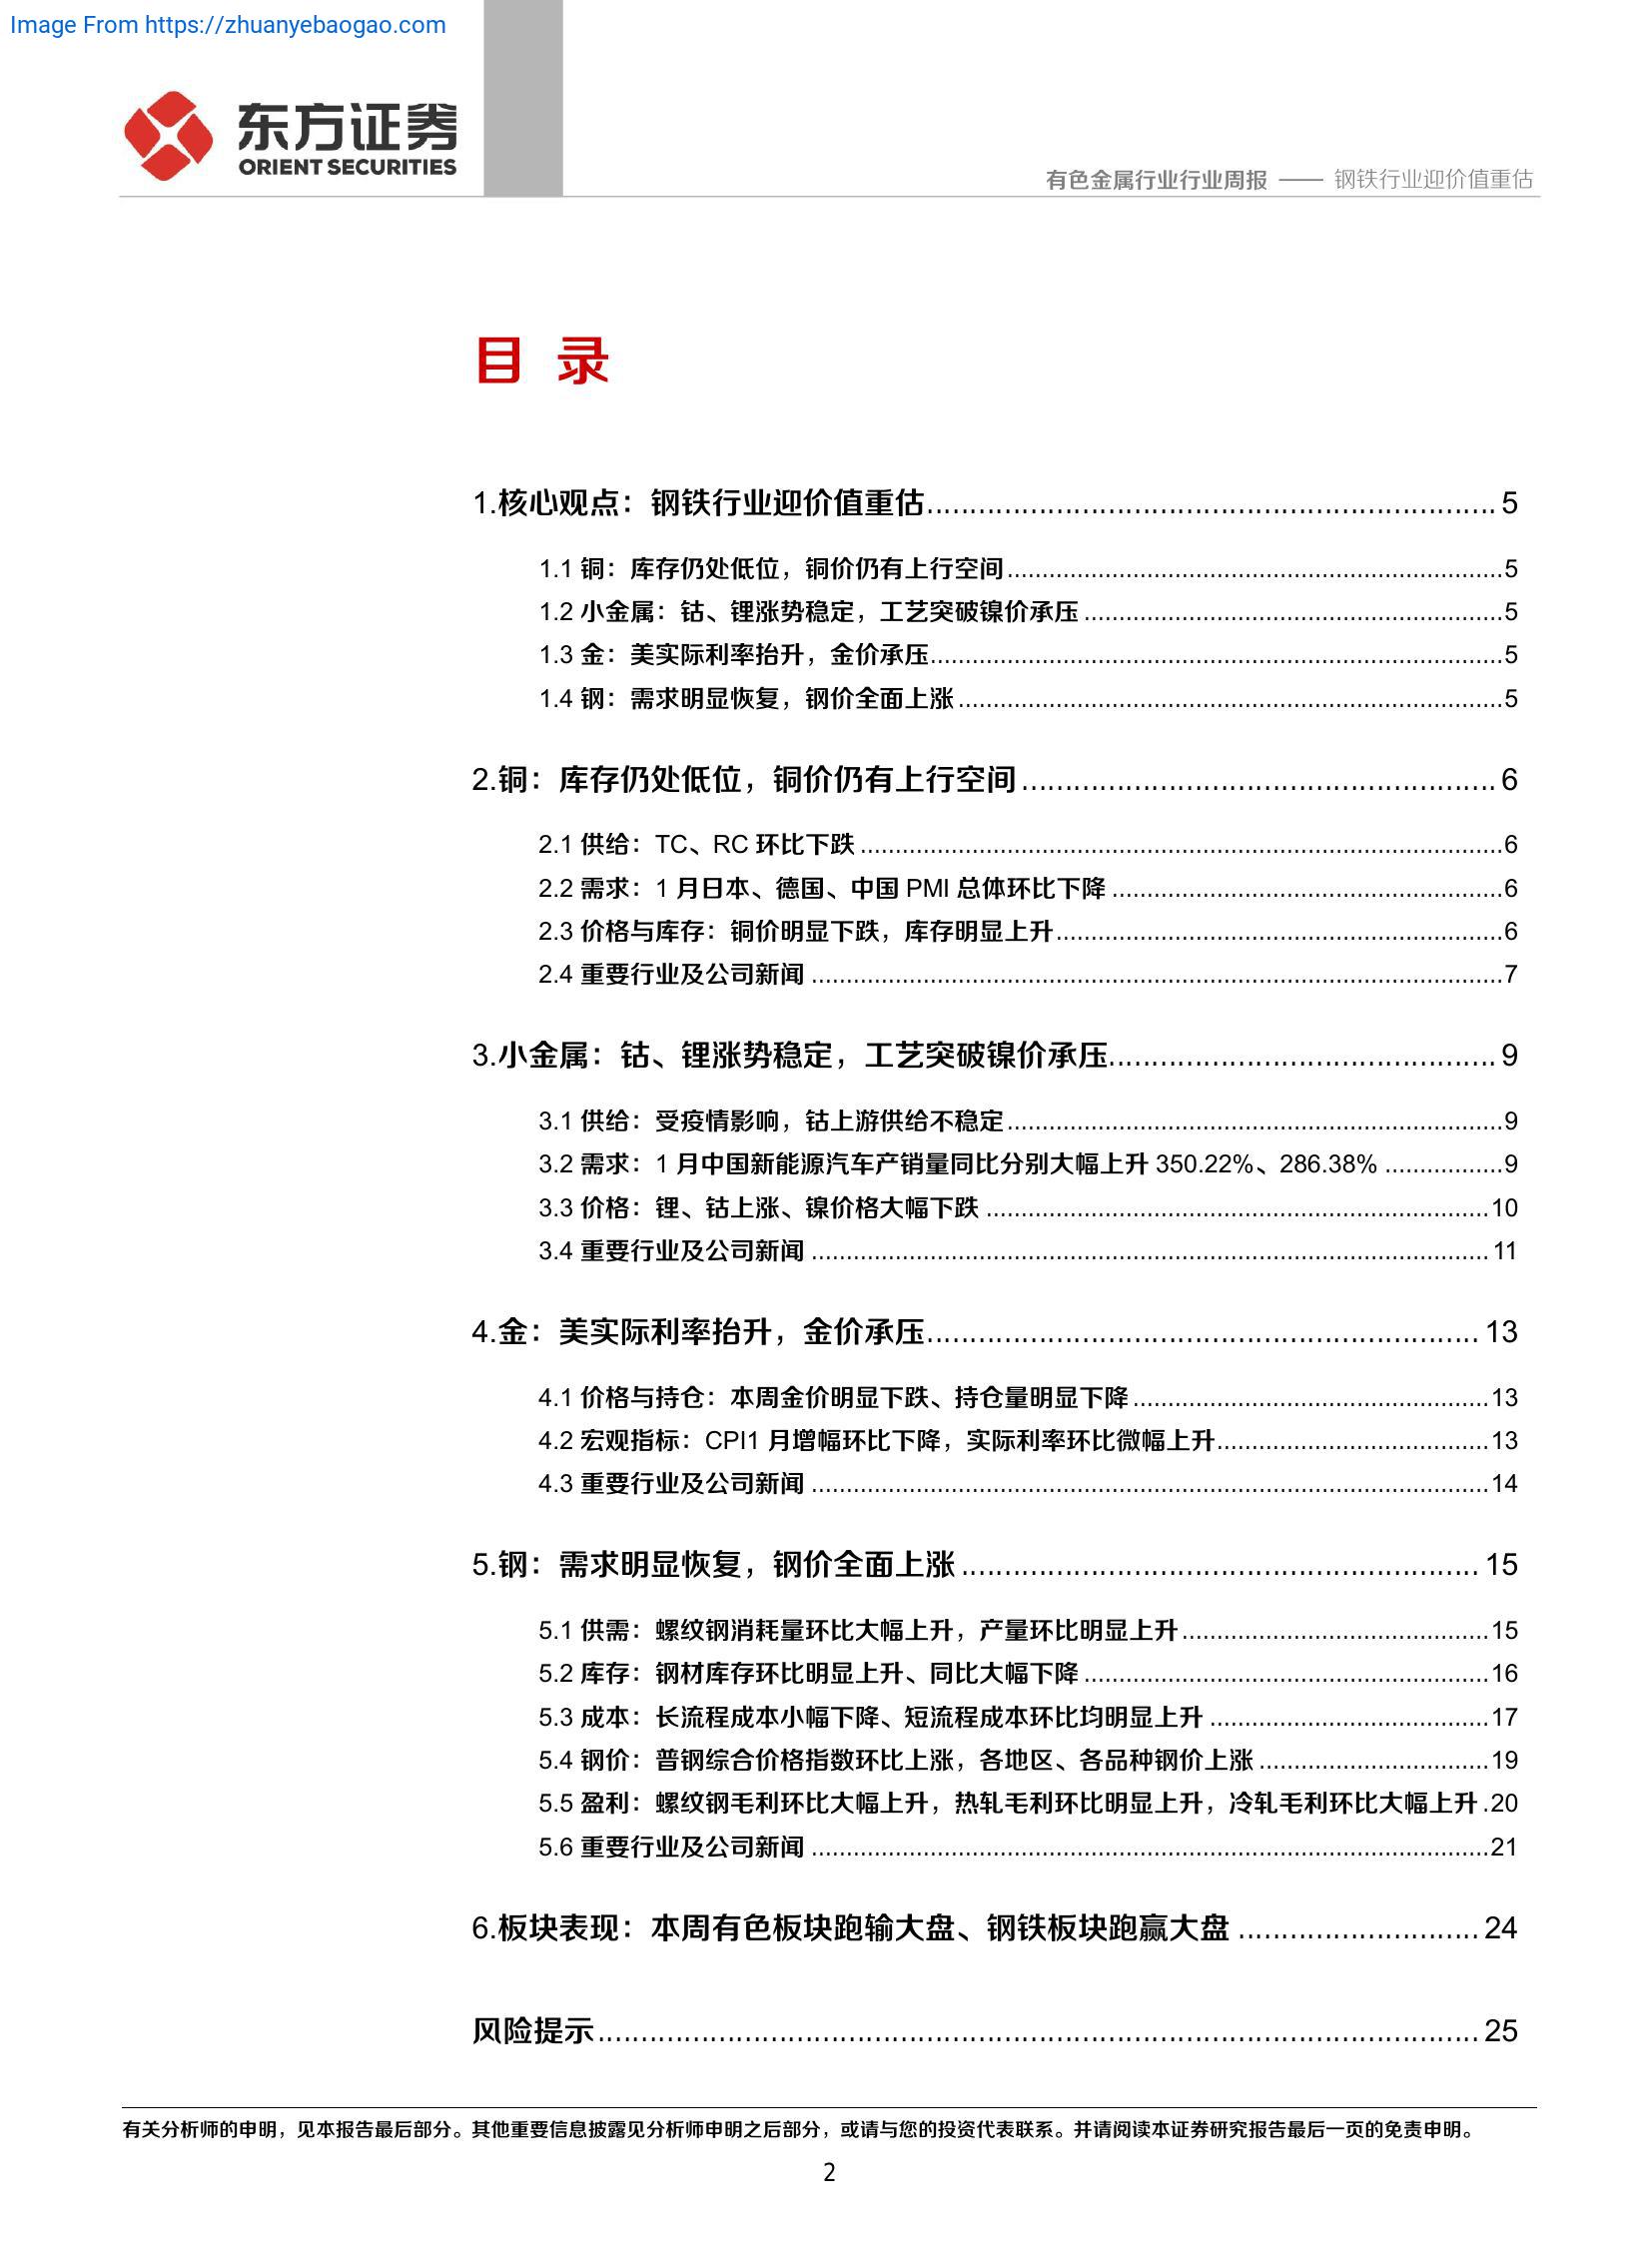 Image From https://zhuanyebaogao.com
东方证券
ORIENT SECURITIES
有色金属行业行业周报 —— 钢铁行业迎价值重估
目 录
1.核心观点：钢铁行业迎价值重估.................................................................. 5
1.1 铜：库存仍处低位，铜价仍有上行空间.......................................................................5
1.2 小金属：钴、锂涨势稳定，工艺突破镍价承压............................................................5
1.3 金：美实际利率抬升，金价承压..................................................................................5
1.4 钢：需求明显恢复，钢价全面上涨..............................................................................5
2.铜：库存仍处低位，铜价仍有上行空间....................................................... 6
2.1 供给：TC、RC 环比下跌............................................................................................6
2.2 需求：1 月日本、德国、中国 PMI 总体环比下降........................................................6
2.3 价格与库存：铜价明显下跌，库存明显上升................................................................6
2.4 重要行业及公司新闻...................................................................................................7
3.小金属：钴、锂涨势稳定，工艺突破镍价承压............................................. 9
3.1 供给：受疫情影响，钴上游供给不稳定.......................................................................9
3.2 需求：1 月中国新能源汽车产销量同比分别大幅上升 350.22%、286.38%.................9
3.3 价格：锂、钴上涨、镍价格大幅下跌........................................................................10
3.4 重要行业及公司新闻................................................................................................. 11
4.金：美实际利率抬升，金价承压................................................................ 13
4.1 价格与持仓：本周金价明显下跌、持仓量明显下降...................................................13
4.2 宏观指标：CPI1 月增幅环比下降，实际利率环比微幅上升.......................................13
4.3 重要行业及公司新闻.................................................................................................14
5.钢：需求明显恢复，钢价全面上涨............................................................ 15
5.1 供需：螺纹钢消耗量环比大幅上升，产量环比明显上升............................................15
5.2 库存：钢材库存环比明显上升、同比大幅下降..........................................................16
5.3 成本：长流程成本小幅下降、短流程成本环比均明显上升........................................17
5.4 钢价：普钢综合价格指数环比上涨，各地区、各品种钢价上涨.................................19
5.5 盈利：螺纹钢毛利环比大幅上升，热轧毛利环比明显上升，冷轧毛利环比大幅上升.20
5.6 重要行业及公司新闻.................................................................................................21
6.板块表现：本周有色板块跑输大盘、钢铁板块跑赢大盘............................ 24
风险提示....................................................................................................... 25
有关分析师的申明，见本报告最后部分。其他重要信息披露见分析师申明之后部分，或请与您的投资代表联系。并请阅读本证券研究报告最后一页的免责申明。
2